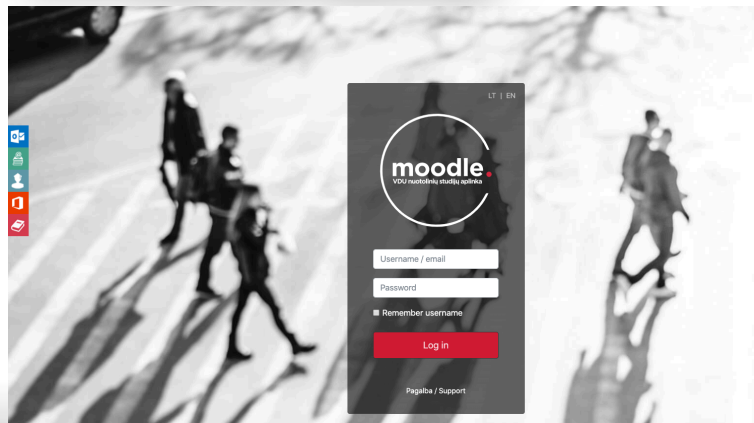 LT | EN
moodle.
VDU nuotolinių studijų aplinka
Username / email
Password
Remember username
Log in
Pagalba / Support